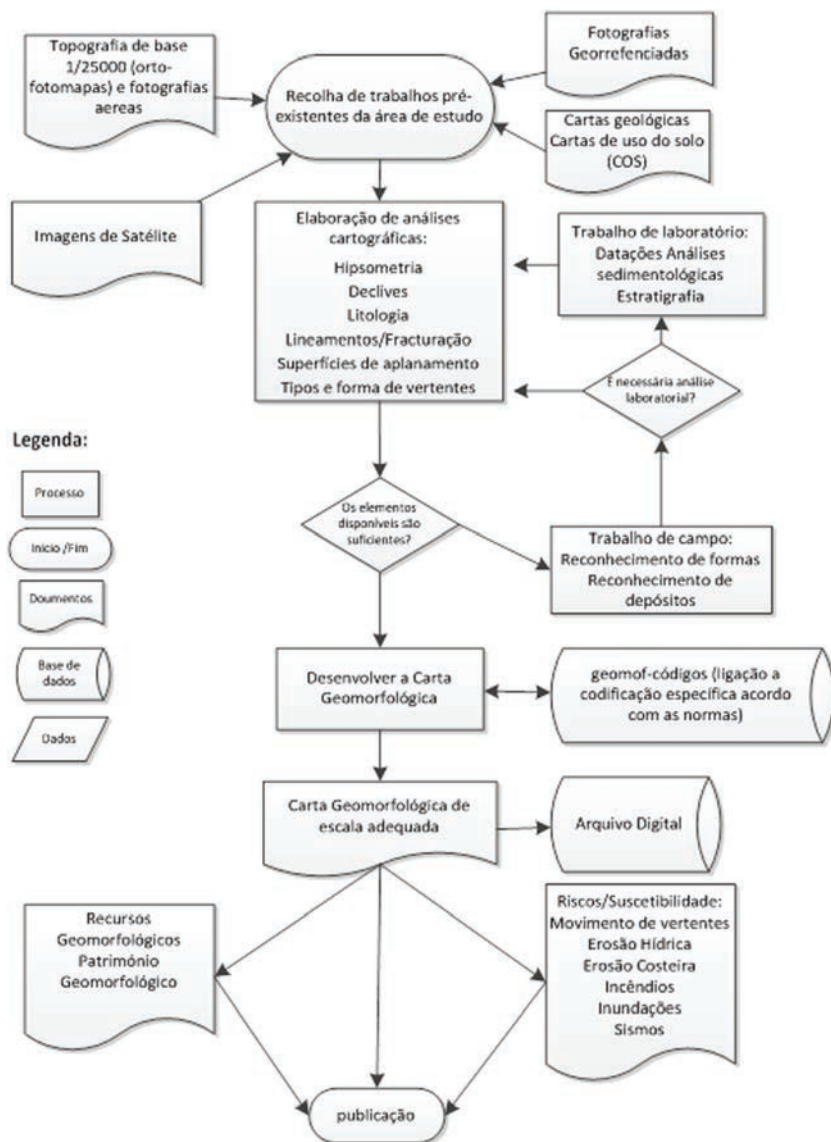 Topografia de base
1/25000 (orto-
fotomapas) e fotografias
aereas
Fotografias
Georrefenciadas
Recolha de trabalhos pré-
existentes da área de estudo
Cartas geológicas
Cartas de uso do solo
(COS)
Imagens de Satélite
Elaboração de análises
cartográficas:
Hipsometria
Declives
Litologia
Lineamentos/Fracturação
Superfícies de aplanamento
Tipos e forma de vertentes
Trabalho de laboratório:
Datações Análises
sedimentológicas
Estratigrafia
É necessária análise
laboratorial?
Legenda:
Processo
Inicio /Fim
Doumentos
Base de
dados
Dados
Os elementos
disponíveis são
suficientes?
Trabalho de campo:
Reconhecimento de formas
Reconhecimento de
depósitos
Desenvolver a Carta
Geomorfológica
geomof-códigos (ligação a
codificação específica acordo
com as normas)
Carta Geomorfológica de
escala adequada
Arquivo Digital
Recursos
Geomorfológicos
Património
Geomorfológico
Riscos/Suscetibilidade:
Movimento de vertentes
Erosão Hídrica
Erosão Costeira
Incêndios
Inundações
Sismos
publicação